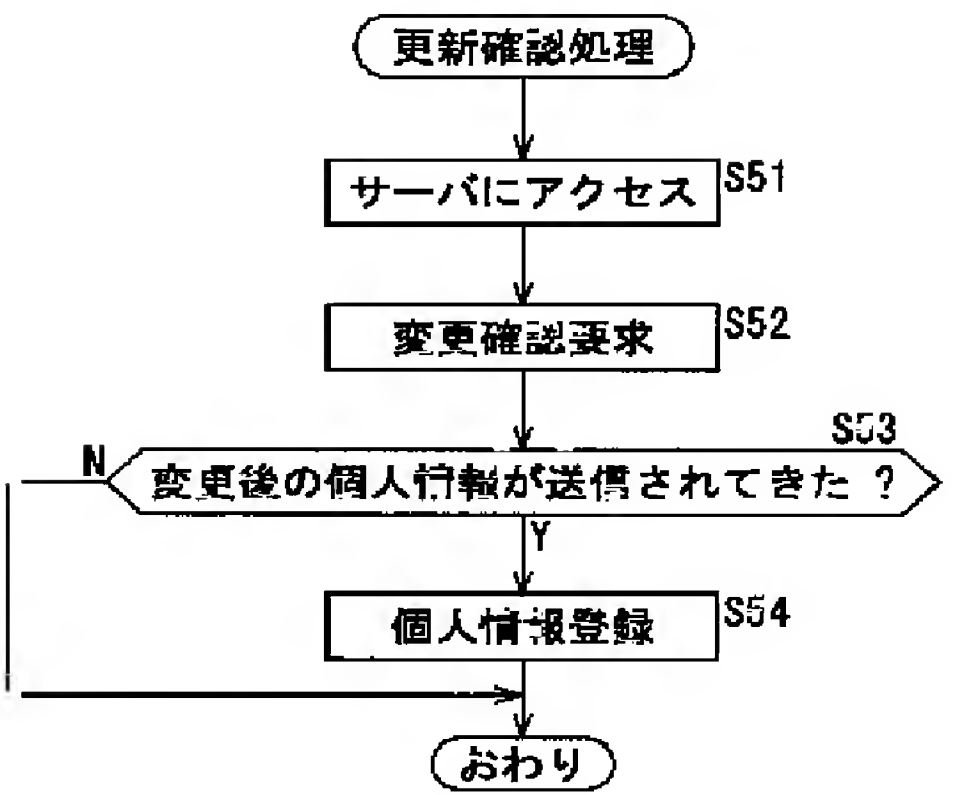 更新確認処理
サーバにアクセス
S51
変更確認要求
S52
S53
N
変更後の個人情報が送信されてきた？
Y
個人情報登録
S54
おわり